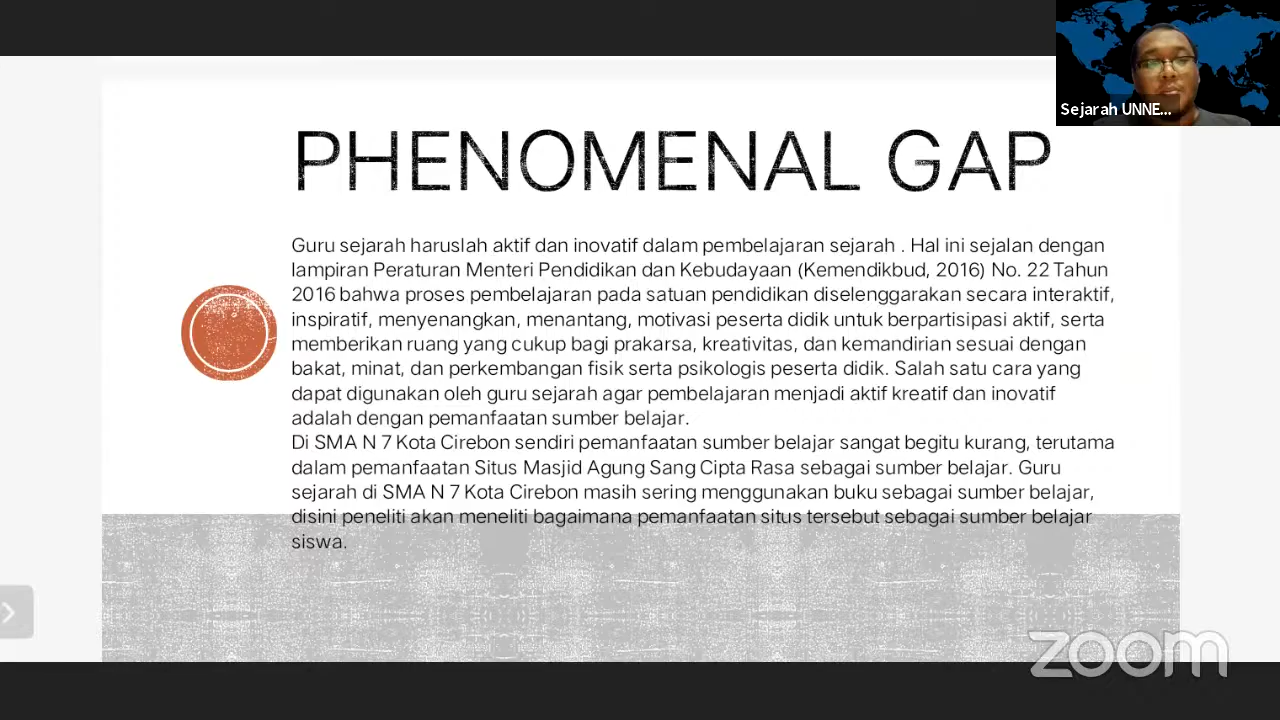 Sejarah UNNE...
PHENOMENAL GAP
Guru sejarah haruslah aktif dan inovatif dalam pembelajaran sejarah . Hal ini sejalan dengan
lampiran Peraturan Menteri Pendidikan dan Kebudayaan (Kemendikbud, 2016) No. 22 Tahun
2016 bahwa proses pembelajaran pada satuan pendidikan diselenggarakan secara interaktif,
inspiratif, menyenangkan, menantang, motivasi peserta didik untuk berpartisipasi aktif, serta
memberikan ruang yang cukup bagi prakarsa, kreativitas, dan kemandirian sesuai dengan
bakat, minat, dan perkembangan fisik serta psikologis peserta didik. Salah satu cara yang
dapat digunakan oleh guru sejarah agar pembelajaran menjadi aktif kreatif dan inovatif
adalah dengan pemanfaatan sumber belajar.
Di SMA N 7 Kota Cirebon sendiri pemanfaatan sumber belajar sangat begitu kurang, terutama
dalam pemanfaatan Situs Masjid Agung Sang Cipta Rasa sebagai sumber belajar. Guru
sejarah di SMA N 7 Kota Cirebon masih sering menggunakan buku sebagai sumber belajar,
disini peneliti akan meneliti bagaimana pemanfaatan situs tersebut sebagai sumber belajar
siswa.
zoom